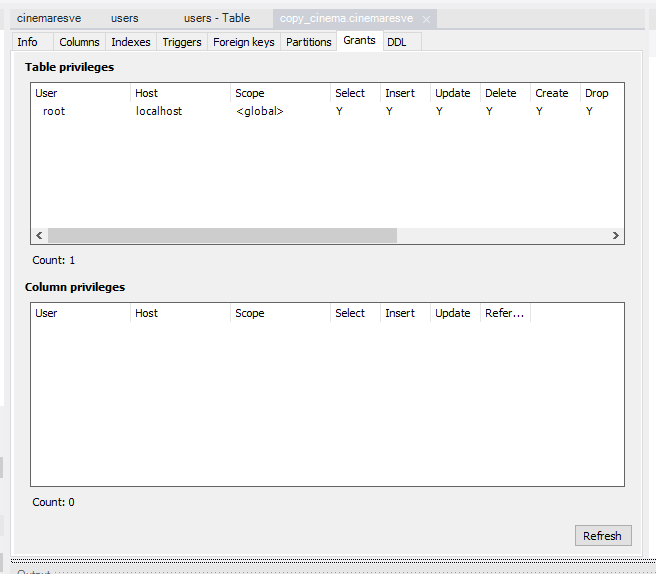 cinemaresve users users - Table copy_cinema.cinemaresve ×
Info Columns Indexes Triggers Foreign keys Partitions Grants DDL
Table privileges
User Host Scope Select Insert Update Delete Create Drop
root localhost <global> Y Y Y Y Y Y
Count: 1
Column privileges
User Host Scope Select Insert Update Refer...
Count: 0
Refresh
Output